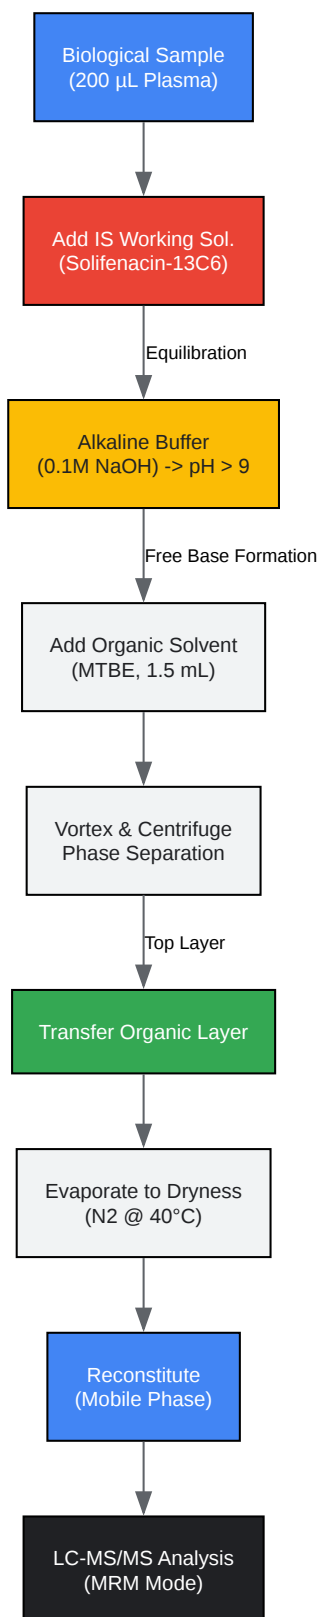 Biological Sample
(200 µL Plasma)
Add IS Working Sol.
(Solifenacin-13C6)
Equilibration
Alkaline Buffer
(0.1M NaOH) -> pH > 9
Free Base Formation
Add Organic Solvent
(MTBE, 1.5 mL)
Vortex & Centrifuge
Phase Separation
Top Layer
Transfer Organic Layer
Evaporate to Dryness
(N2 @ 40°C)
Reconstitute
(Mobile Phase)
LC-MS/MS Analysis
(MRM Mode)